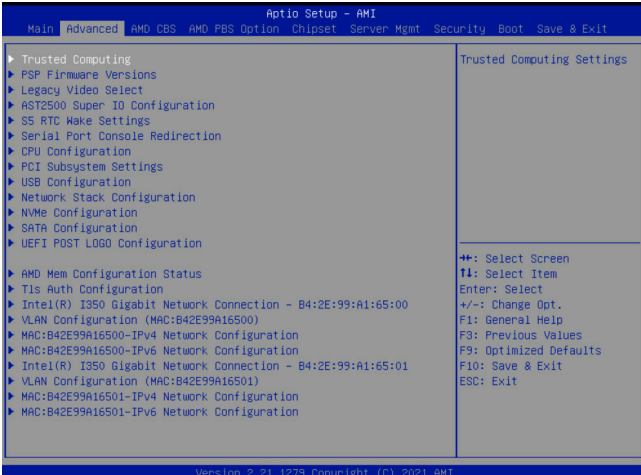 Aptio Setup – AMI
Main Advanced AMD CBS AMD PBS Option Chipset Server Mgmt Security Boot Save & Exit
▶ Trusted Computing
▶ PSP Firmware Versions
▶ Legacy Video Select
▶ AST2500 Super IO Configuration
▶ S5 RTC Wake Settings
▶ Serial Port Console Redirection
▶ CPU Configuration
▶ PCI Subsystem Settings
▶ USB Configuration
▶ Network Stack Configuration
▶ NVMe Configuration
▶ SATA Configuration
▶ UEFI POST LOGO Configuration
▶ AMD Mem Configuration Status
▶ Tls Auth Configuration
▶ Intel(R) I350 Gigabit Network Connection – B4:2E:99:A1:65:00
▶ VLAN Configuration (MAC:B42E99A16500)
▶ MAC:B42E99A16500-IPv4 Network Configuration
▶ MAC:B42E99A16500-IPv6 Network Configuration
▶ Intel(R) I350 Gigabit Network Connection – B4:2E:99:A1:65:01
▶ VLAN Configuration (MAC:B42E99A16501)
▶ MAC:B42E99A16501-IPv4 Network Configuration
▶ MAC:B42E99A16501-IPv6 Network Configuration
Trusted Computing Settings
→←: Select Screen
↑↓: Select Item
Enter: Select
+/-: Change Opt.
F1: General Help
F3: Previous Values
F9: Optimized Defaults
F10: Save & Exit
ESC: Exit
Version 2.21.1279 Copyright (C) 2021 AMI